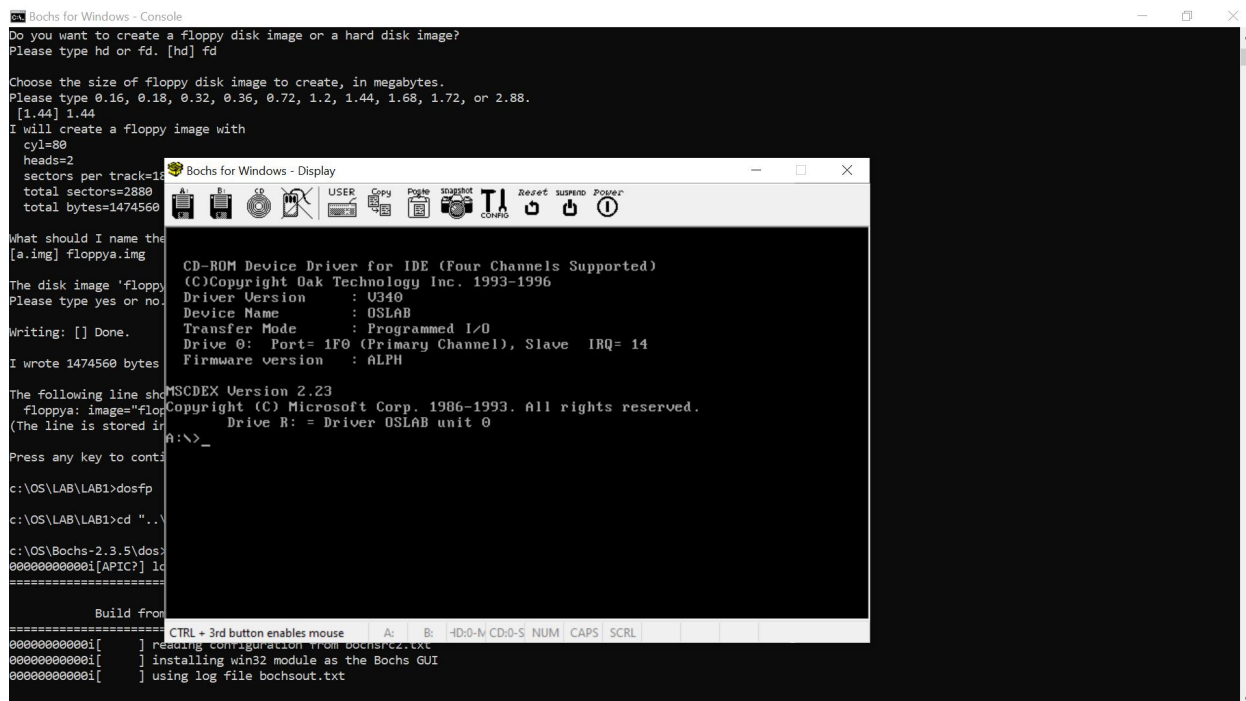 Bochs for Windows - Console
Do you want to create a floppy disk image or a hard disk image?
Please type hd or fd. [hd] fd
Choose the size of floppy disk image to create, in megabytes.
Please type 0.16, 0.18, 0.32, 0.36, 0.72, 1.2, 1.44, 1.68, 1.72, or 2.88.
[1.44] 1.44
I will create a floppy image with
cyl=80
heads=2
sectors per track=18
total sectors=2880
total bytes=1474560
What should I name the
[a.img] floppya.img
The disk image 'floppy
Please type yes or no.
Writing: [] Done.
I wrote 1474560 bytes
The following line sho
floppya: image="flop
(The line is stored in
Press any key to conti
c:\OS\LAB\LAB1>dosfp
c:\OS\LAB\LAB1>cd "..\
c:\OS\Bochs-2.3.5\dos>
00000000000i[APIC?] lo
========================
Build from
========================
00000000000i[     ] reading configuration from bochsrc2.txt
00000000000i[     ] installing win32 module as the Bochs GUI
00000000000i[     ] using log file bochsout.txt
Bochs for Windows - Display
A: B: CD USER Copy Paste snapshot CONFIG Reset SUSPEND Power
CD-ROM Device Driver for IDE (Four Channels Supported)
(C)Copyright Oak Technology Inc. 1993-1996
Driver Version : V340
Device Name : OSLAB
Transfer Mode : Programmed I/O
Drive 0: Port= 1F0 (Primary Channel), Slave IRQ= 14
Firmware version : ALPH
MSCDEX Version 2.23
Copyright (C) Microsoft Corp. 1986-1993. All rights reserved.
Drive R: = Driver OSLAB unit 0
A:\>_
CTRL + 3rd button enables mouse A: B: HD:0-M CD:0-S NUM CAPS SCRL